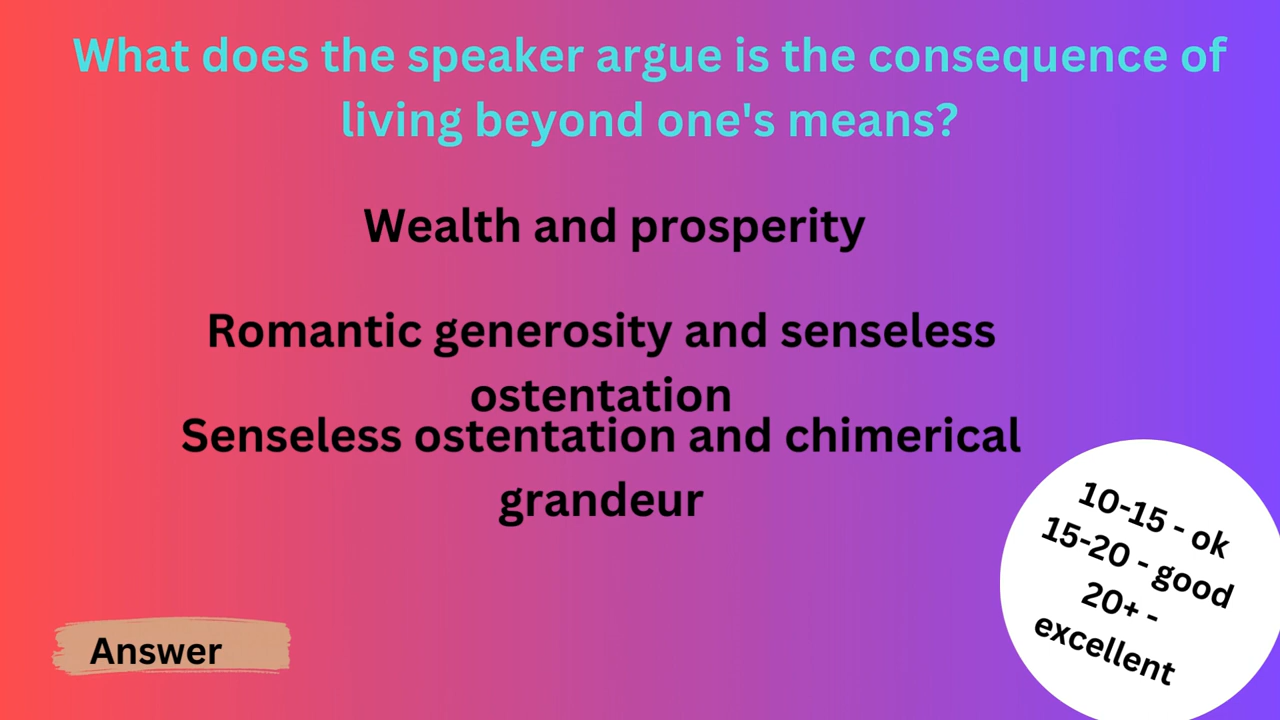 What does the speaker argue is the consequence of
living beyond one's means?
Wealth and prosperity
Romantic generosity and senseless
ostentation
Senseless ostentation and chimerical
grandeur
10-15 - ok
15-20 - good
20+ -
excellent
Answer